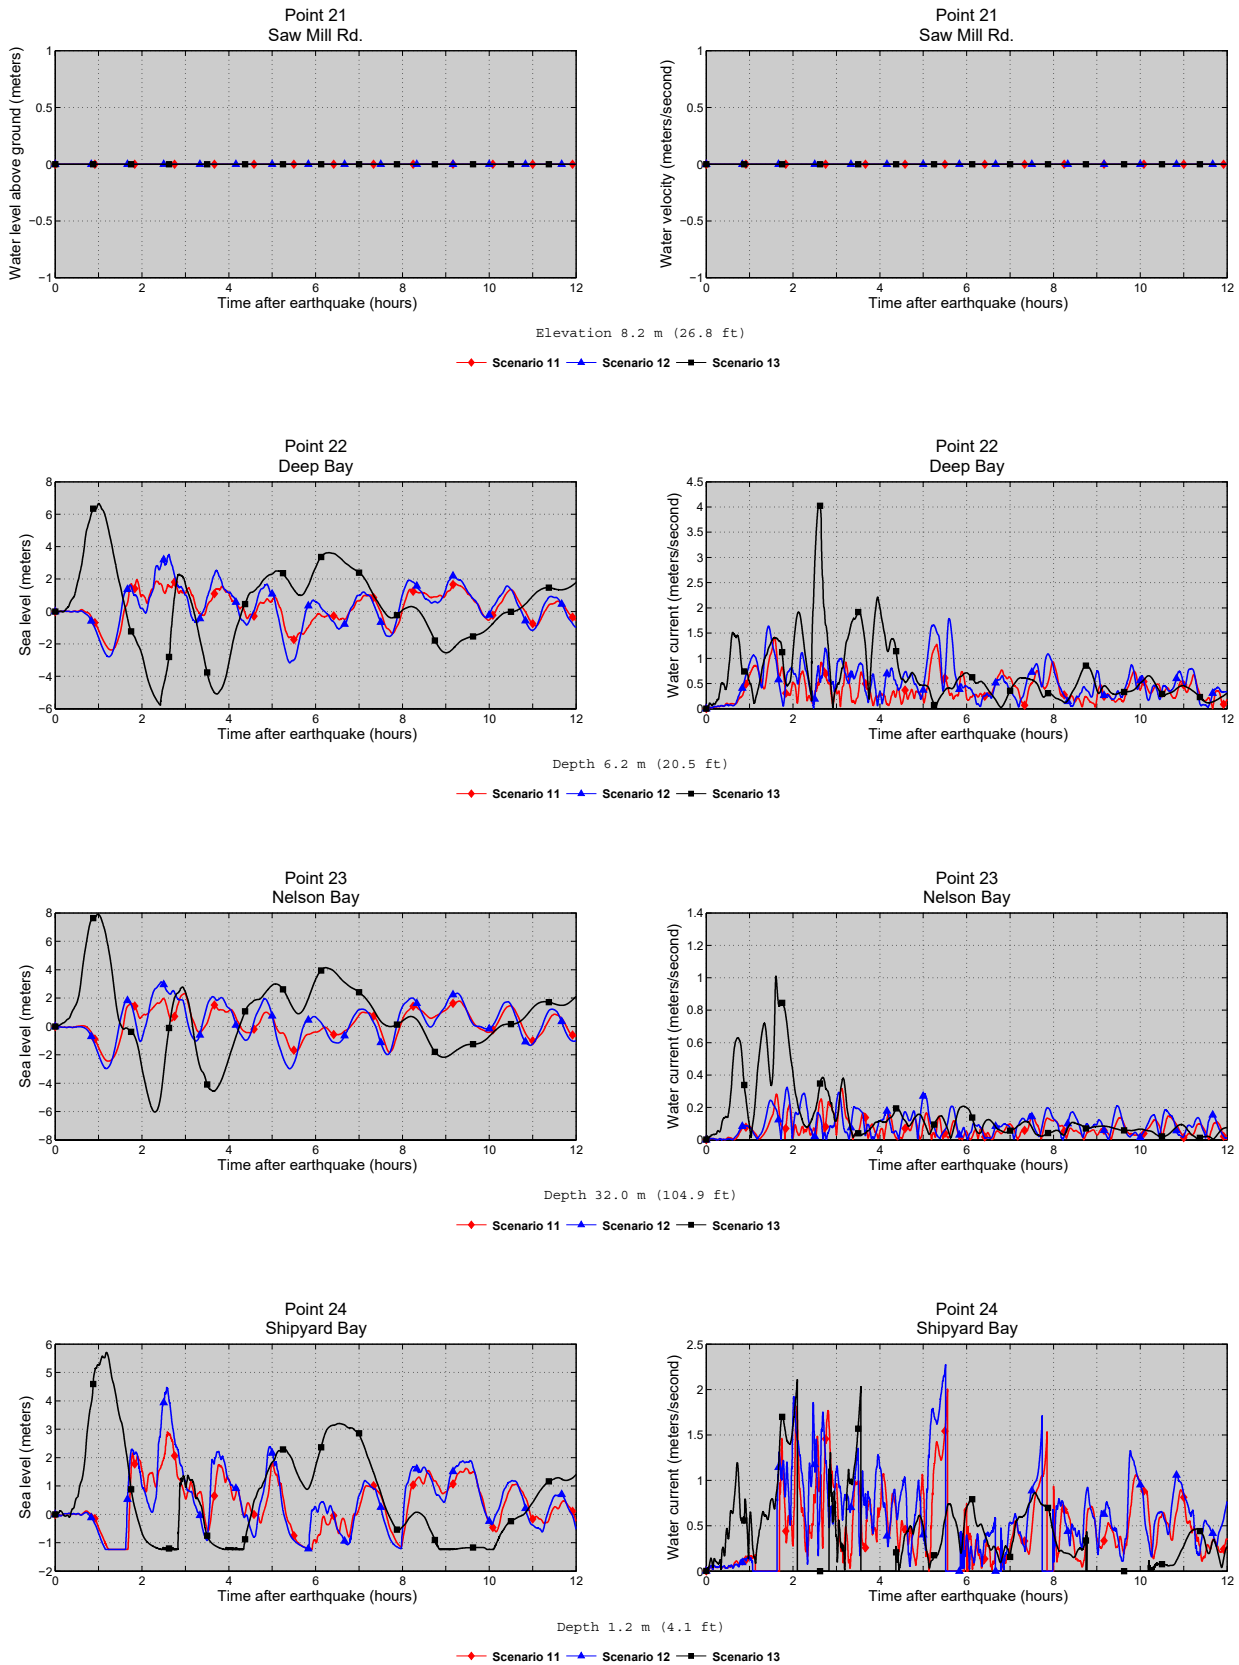 Point 21
Saw Mill Rd.
Water level above ground (meters)
1
0.5
0
−0.5
−1
0 2 4 6 8 10 12
Time after earthquake (hours)
Point 21
Saw Mill Rd.
Water velocity (meters/second)
1
0.5
0
−0.5
−1
0 2 4 6 8 10 12
Time after earthquake (hours)
Elevation 8.2 m (26.8 ft)
Scenario 11 Scenario 12 Scenario 13
Point 22
Deep Bay
Sea level (meters)
8
6
4
2
0
−2
−4
−6
0 2 4 6 8 10 12
Time after earthquake (hours)
Point 22
Deep Bay
Water current (meters/second)
4.5
4
3.5
3
2.5
2
1.5
1
0.5
0
0 2 4 6 8 10 12
Time after earthquake (hours)
Depth 6.2 m (20.5 ft)
Scenario 11 Scenario 12 Scenario 13
Point 23
Nelson Bay
Sea level (meters)
8
6
4
2
0
−2
−4
−6
−8
0 2 4 6 8 10 12
Time after earthquake (hours)
Point 23
Nelson Bay
Water current (meters/second)
1.4
1.2
1
0.8
0.6
0.4
0.2
0
0 2 4 6 8 10 12
Time after earthquake (hours)
Depth 32.0 m (104.9 ft)
Scenario 11 Scenario 12 Scenario 13
Point 24
Shipyard Bay
Sea level (meters)
6
5
4
3
2
1
0
−1
−2
0 2 4 6 8 10 12
Time after earthquake (hours)
Point 24
Shipyard Bay
Water current (meters/second)
2.5
2
1.5
1
0.5
0
0 2 4 6 8 10 12
Time after earthquake (hours)
Depth 1.2 m (4.1 ft)
Scenario 11 Scenario 12 Scenario 13